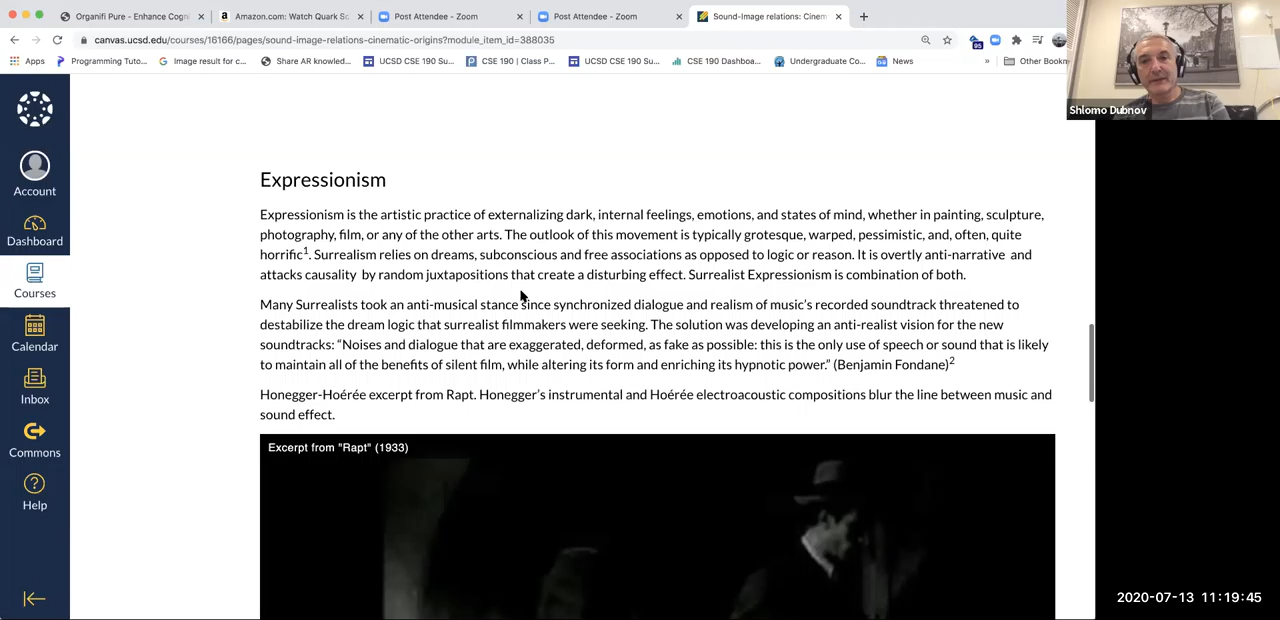 Organifi Pure - Enhance Cogni
Amazon.com: Watch Quark Sc
Post Attendee - Zoom
Post Attendee - Zoom
Sound-Image relations: Cinem
canvas.ucsd.edu/courses/16166/pages/sound-image-relations-cinematic-origins?module_item_id=388035
95
Apps
Programming Tuto...
Image result for c...
Share AR knowled...
UCSD CSE 190 Su...
CSE 190 | Class P...
UCSD CSE 190 Su...
CSE 190 Dashboa...
Undergraduate Co...
News
»
Other Bookm
Shlomo Dubnov
Account
Dashboard
Courses
Calendar
Inbox
Commons
Help
Expressionism
Expressionism is the artistic practice of externalizing dark, internal feelings, emotions, and states of mind, whether in painting, sculpture,
photography, film, or any of the other arts. The outlook of this movement is typically grotesque, warped, pessimistic, and, often, quite
horrific1. Surrealism relies on dreams, subconscious and free associations as opposed to logic or reason. It is overtly anti-narrative and
attacks causality by random juxtapositions that create a disturbing effect. Surrealist Expressionism is combination of both.
Many Surrealists took an anti-musical stance since synchronized dialogue and realism of music's recorded soundtrack threatened to
destabilize the dream logic that surrealist filmmakers were seeking. The solution was developing an anti-realist vision for the new
soundtracks: "Noises and dialogue that are exaggerated, deformed, as fake as possible: this is the only use of speech or sound that is likely
to maintain all of the benefits of silent film, while altering its form and enriching its hypnotic power." (Benjamin Fondane)2
Honegger-Hoérée excerpt from Rapt. Honegger's instrumental and Hoérée electroacoustic compositions blur the line between music and
sound effect.
Excerpt from "Rapt" (1933)
2020-07-13 11:19:45